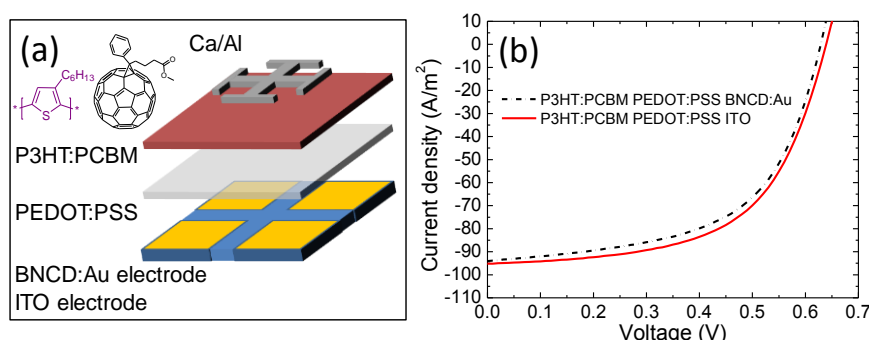 (a)
Ca/Al
O
O
C6H13
S
*
*
P3HT:PCBM
PEDOT:PSS
BNCD:Au electrode
ITO electrode
(b)
P3HT:PCBM PEDOT:PSS BNCD:Au
P3HT:PCBM PEDOT:PSS ITO
Current density (A/m²)
10
0
-10
-20
-30
-40
-50
-60
-70
-80
-90
-100
-110
0.0 0.1 0.2 0.3 0.4 0.5 0.6 0.7
Voltage (V)